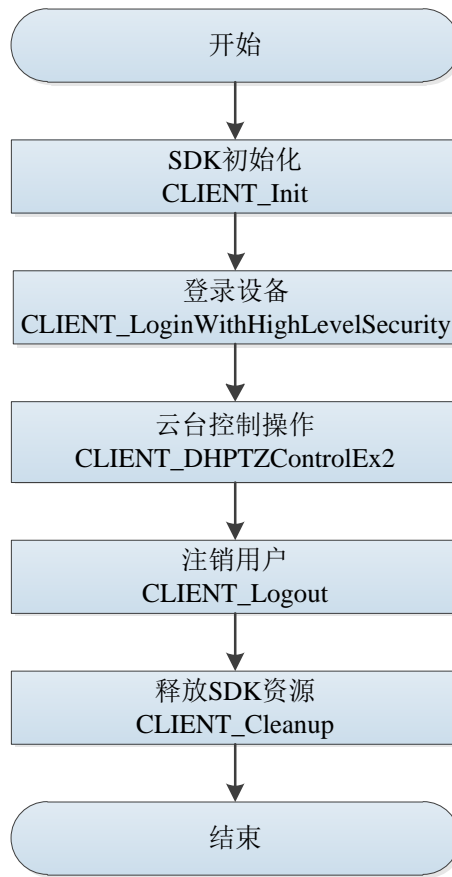 开始
SDK初始化
CLIENT_Init
登录设备
CLIENT_LoginWithHighLevelSecurity
云台控制操作
CLIENT_DHPTZControlEx2
注销用户
CLIENT_Logout
释放SDK资源
CLIENT_Cleanup
结束